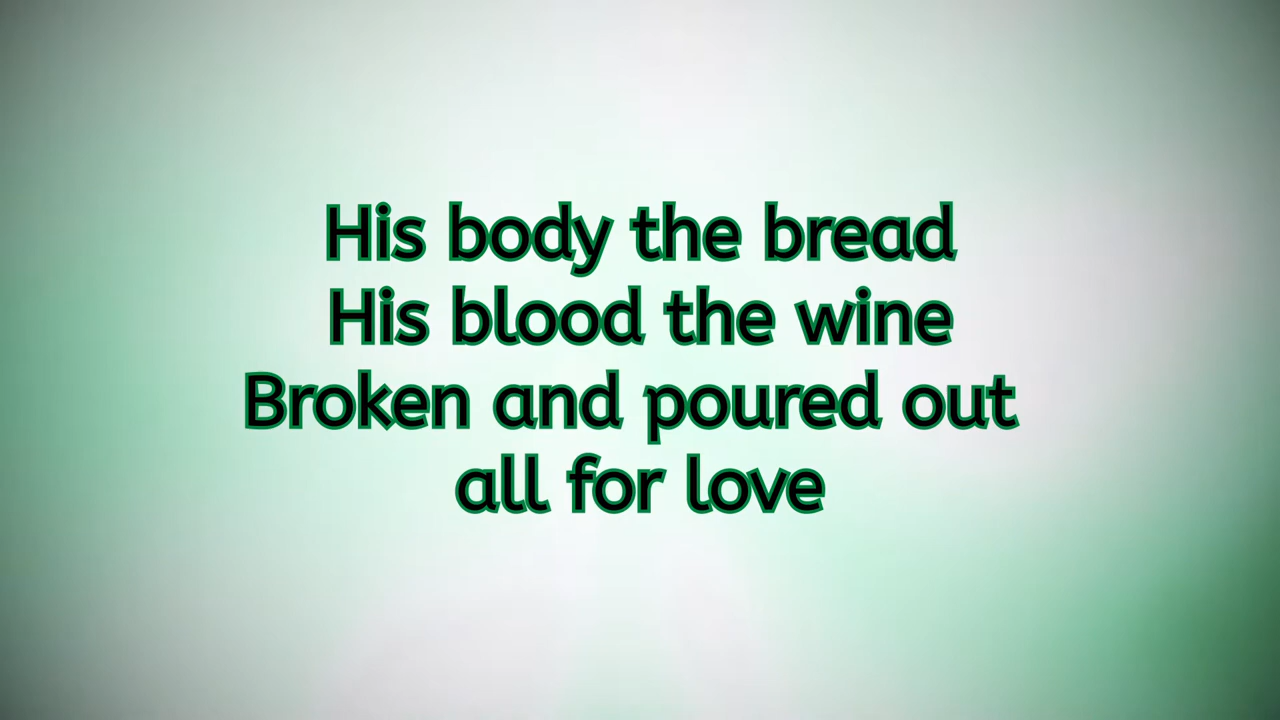 His body the bread
His blood the wine
Broken and poured out
all for love